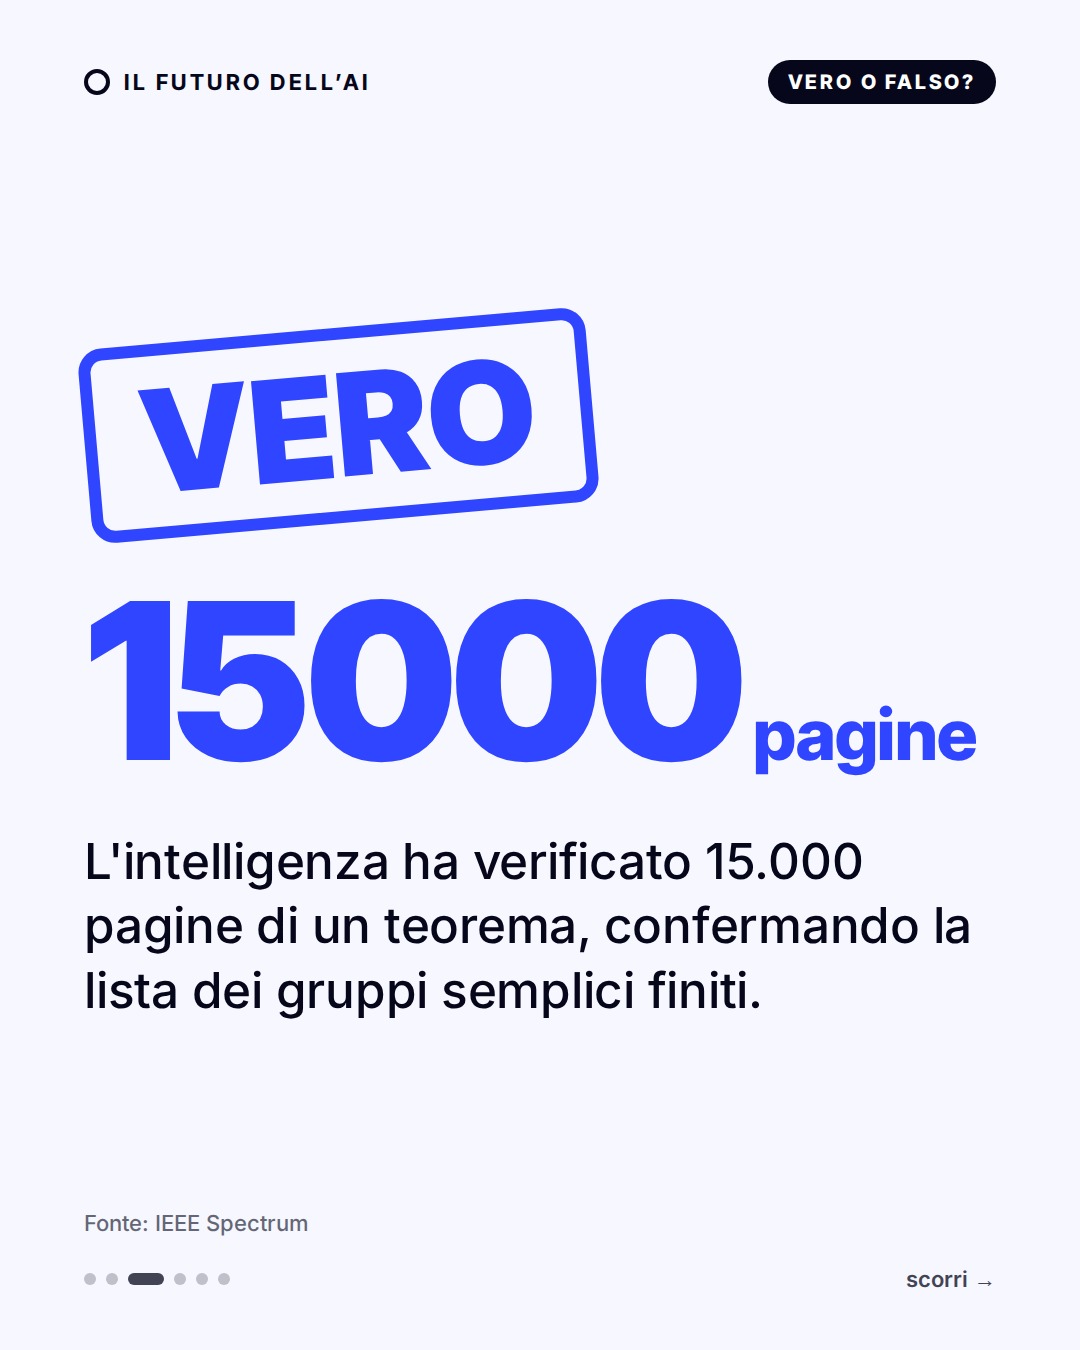 IL FUTURO DELL’AI
VERO O FALSO?
VERO
15000 pagine
L'intelligenza ha verificato 15.000
pagine di un teorema, confermando la
lista dei gruppi semplici finiti.
Fonte: IEEE Spectrum
scorri →